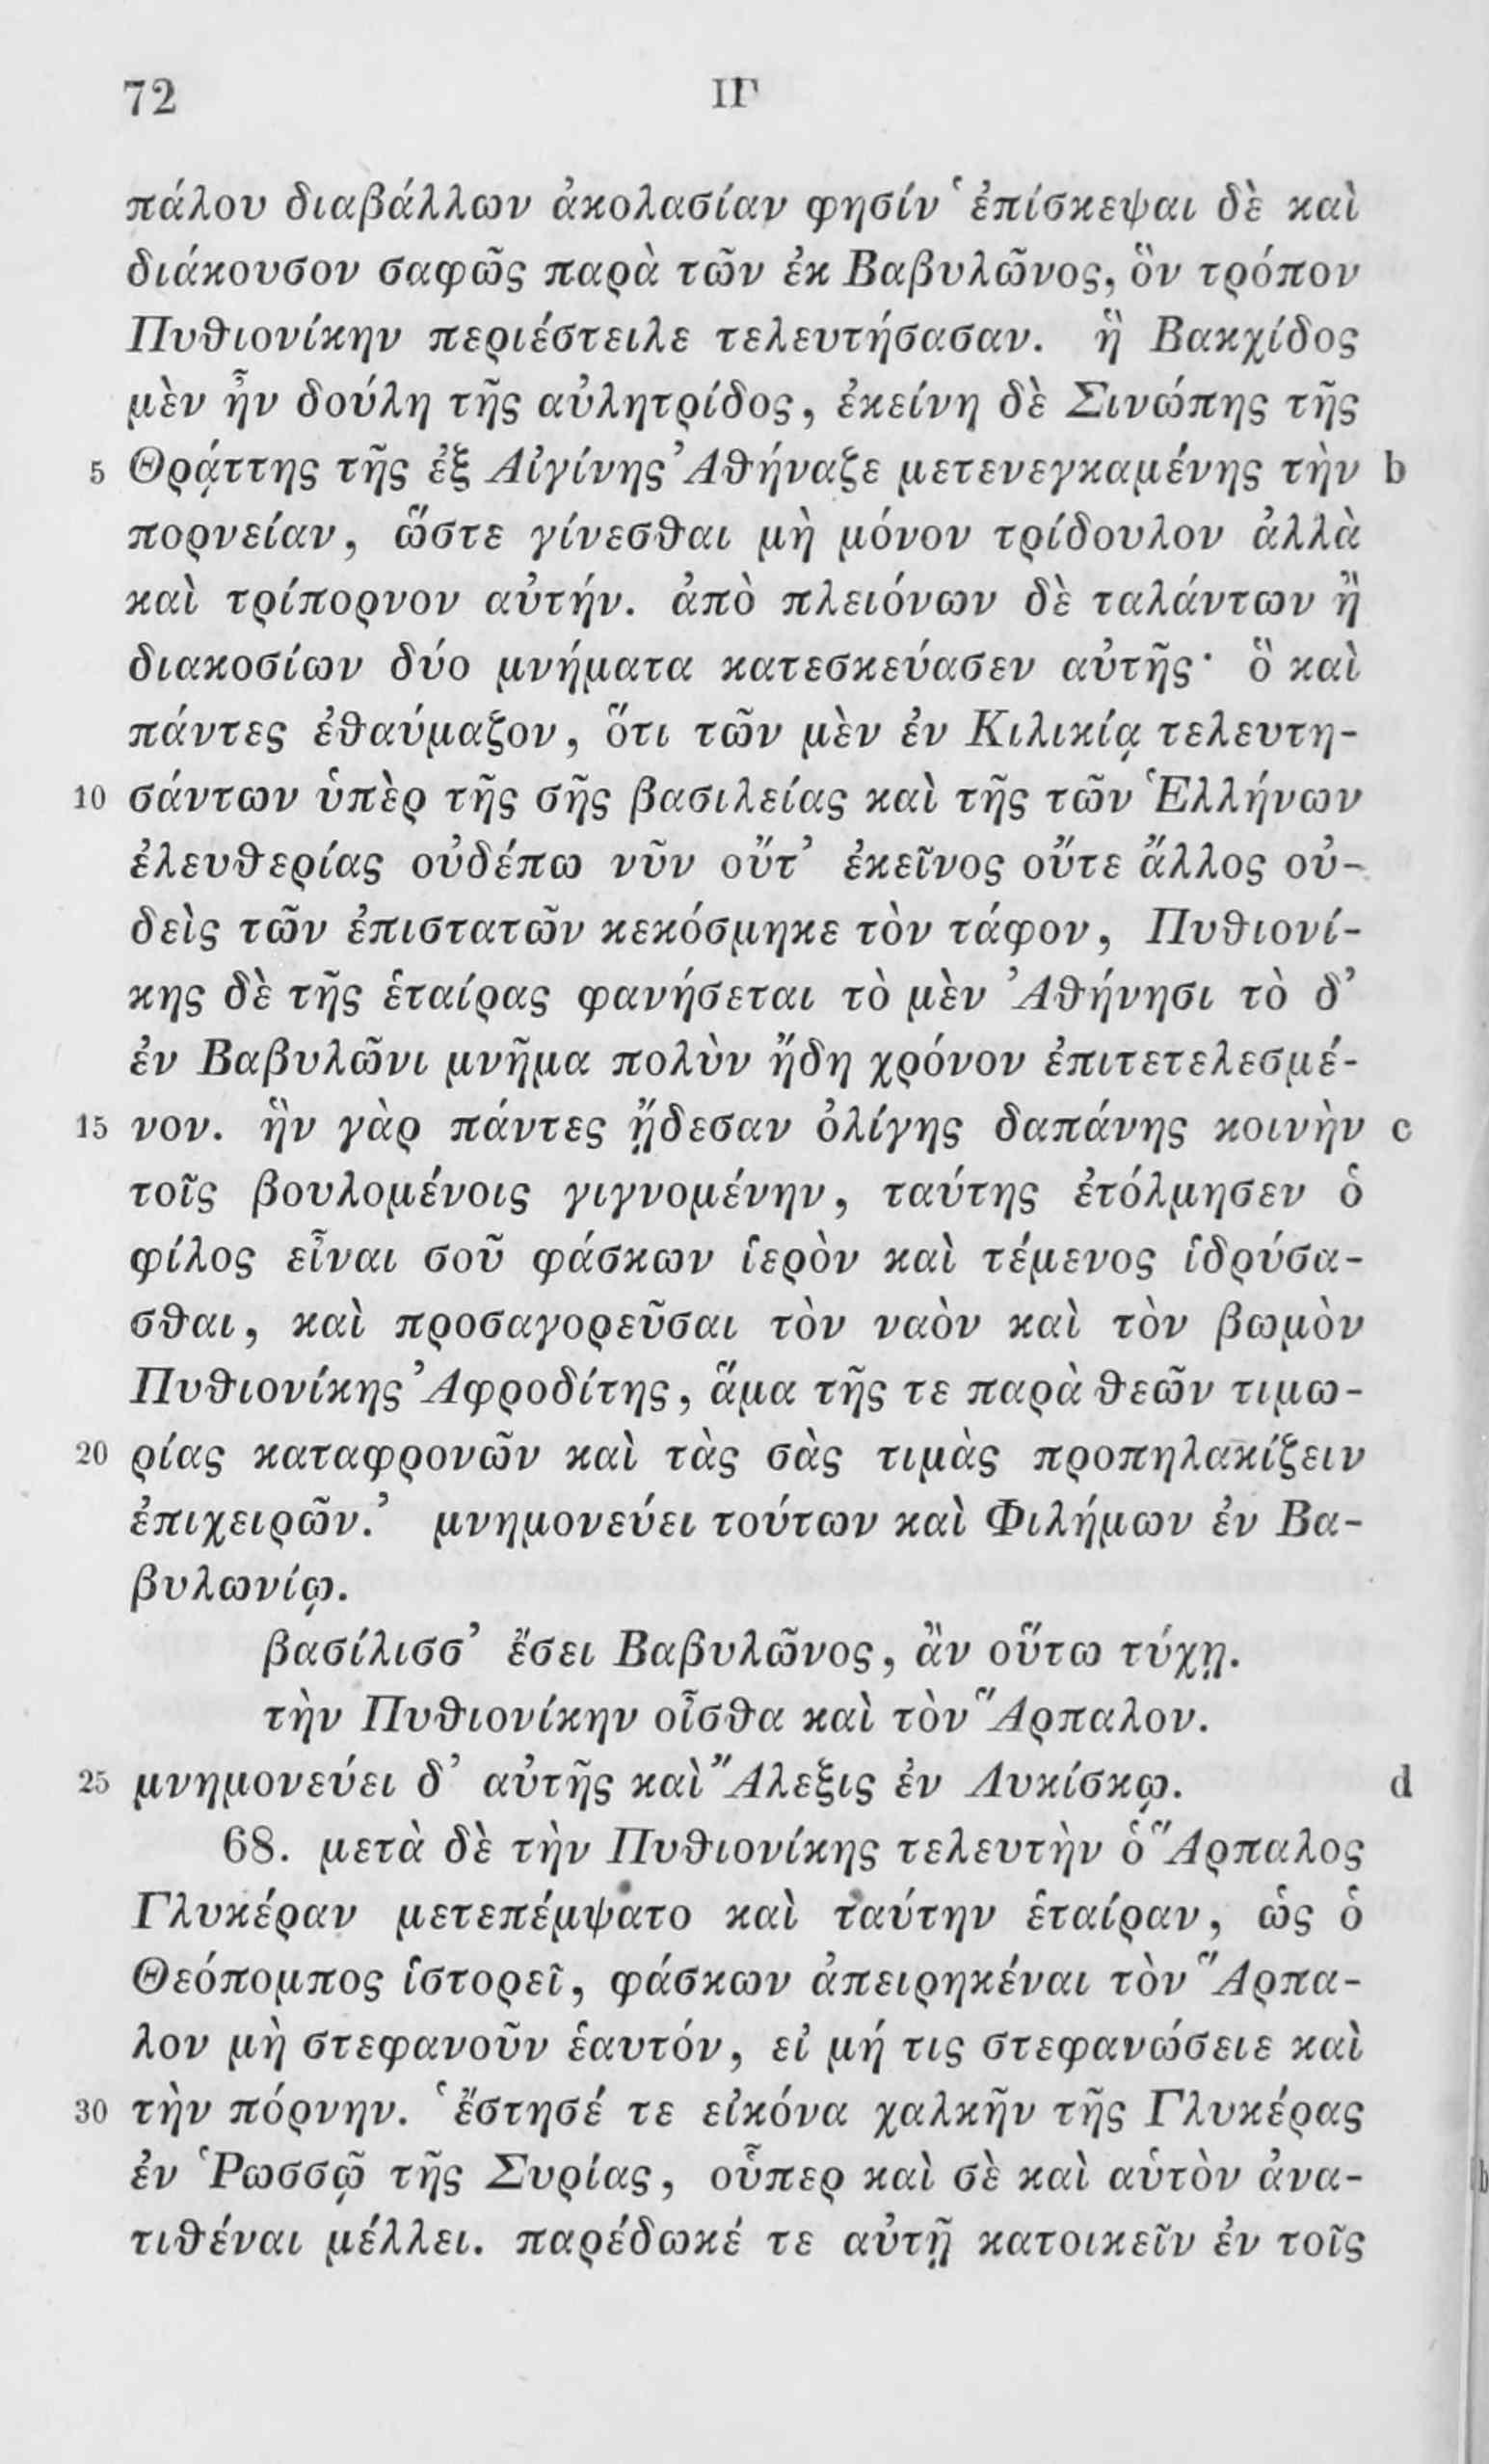 72
ΙΓ
πάλου διαβάλλων ἀκολασίαν φησίν ‘ἐπίσκεψαι δὲ καὶ
διάκουσον σαφῶς παρὰ τῶν ἐκ Βαβυλῶνος, ὃν τρόπον
Πυθιονίκην περιέστειλε τελευτήσασαν. ἣ Βακχίδος
μὲν ἦν δούλη τῆς αὐλητρίδος, ἐκείνη δὲ Σινώπης τῆς
5 Θρᾴττης τῆς ἐξ Αἰγίνης Ἀθήναζε μετενεγκαμένης τὴν b
πορνείαν, ὥστε γίνεσθαι μὴ μόνον τρίδουλον ἀλλὰ
καὶ τρίπορνον αὐτήν. ἀπὸ πλειόνων δὲ ταλάντων ἢ
διακοσίων δύο μνήματα κατεσκεύασεν αὐτῆς· ὃ καὶ
πάντες ἐθαύμαζον, ὅτι τῶν μὲν ἐν Κιλικίᾳ τελευτη-
10 σάντων ὑπὲρ τῆς σῆς βασιλείας καὶ τῆς τῶν Ἑλλήνων
ἐλευθερίας οὐδέπω νῦν οὔτ’ ἐκεῖνος οὔτε ἄλλος οὐ-
δεὶς τῶν ἐπιστατῶν κεκόσμηκε τὸν τάφον, Πυθιονί-
κης δὲ τῆς ἑταίρας φανήσεται τὸ μὲν Ἀθήνησι τὸ δ’
ἐν Βαβυλῶνι μνῆμα πολὺν ἤδη χρόνον ἐπιτετελεσμέ-
15 νον. ἣν γὰρ πάντες ᾔδεσαν ὀλίγης δαπάνης κοινὴν c
τοῖς βουλομένοις γιγνομένην, ταύτης ἐτόλμησεν ὁ
φίλος εἶναι σοῦ φάσκων ἱερὸν καὶ τέμενος ἱδρύσα-
σθαι, καὶ προσαγορεῦσαι τὸν ναὸν καὶ τὸν βωμὸν
Πυθιονίκης Ἀφροδίτης, ἅμα τῆς τε παρὰ θεῶν τιμω-
20 ρίας καταφρονῶν καὶ τὰς σὰς τιμὰς προπηλακίζειν
ἐπιχειρῶν.’ μνημονεύει τούτων καὶ Φιλήμων ἐν Βα-
βυλωνίῳ.
βασίλισσ’ ἔσει Βαβυλῶνος, ἂν οὕτω τύχῃ.
τὴν Πυθιονίκην οἶσθα καὶ τὸν Ἅρπαλον.
25 μνημονεύει δ’ αὐτῆς καὶ Ἄλεξις ἐν Λυκίσκῳ. d
68. μετὰ δὲ τὴν Πυθιονίκης τελευτὴν ὁ Ἅρπαλος
Γλυκέραν μετεπέμψατο καὶ ταύτην ἑταίραν, ὡς ὁ
Θεόπομπος ἱστορεῖ, φάσκων ἀπειρηκέναι τὸν Ἅρπα-
λον μὴ στεφανοῦν ἑαυτόν, εἰ μή τις στεφανώσειε καὶ
30 τὴν πόρνην. ‘ἔστησέ τε εἰκόνα χαλκῆν τῆς Γλυκέρας
ἐν Ῥωσσῷ τῆς Συρίας, οὗπερ καὶ σὲ καὶ αὑτὸν ἀνα-
τιθέναι μέλλει. παρέδωκέ τε αὐτῇ κατοικεῖν ἐν τοῖς